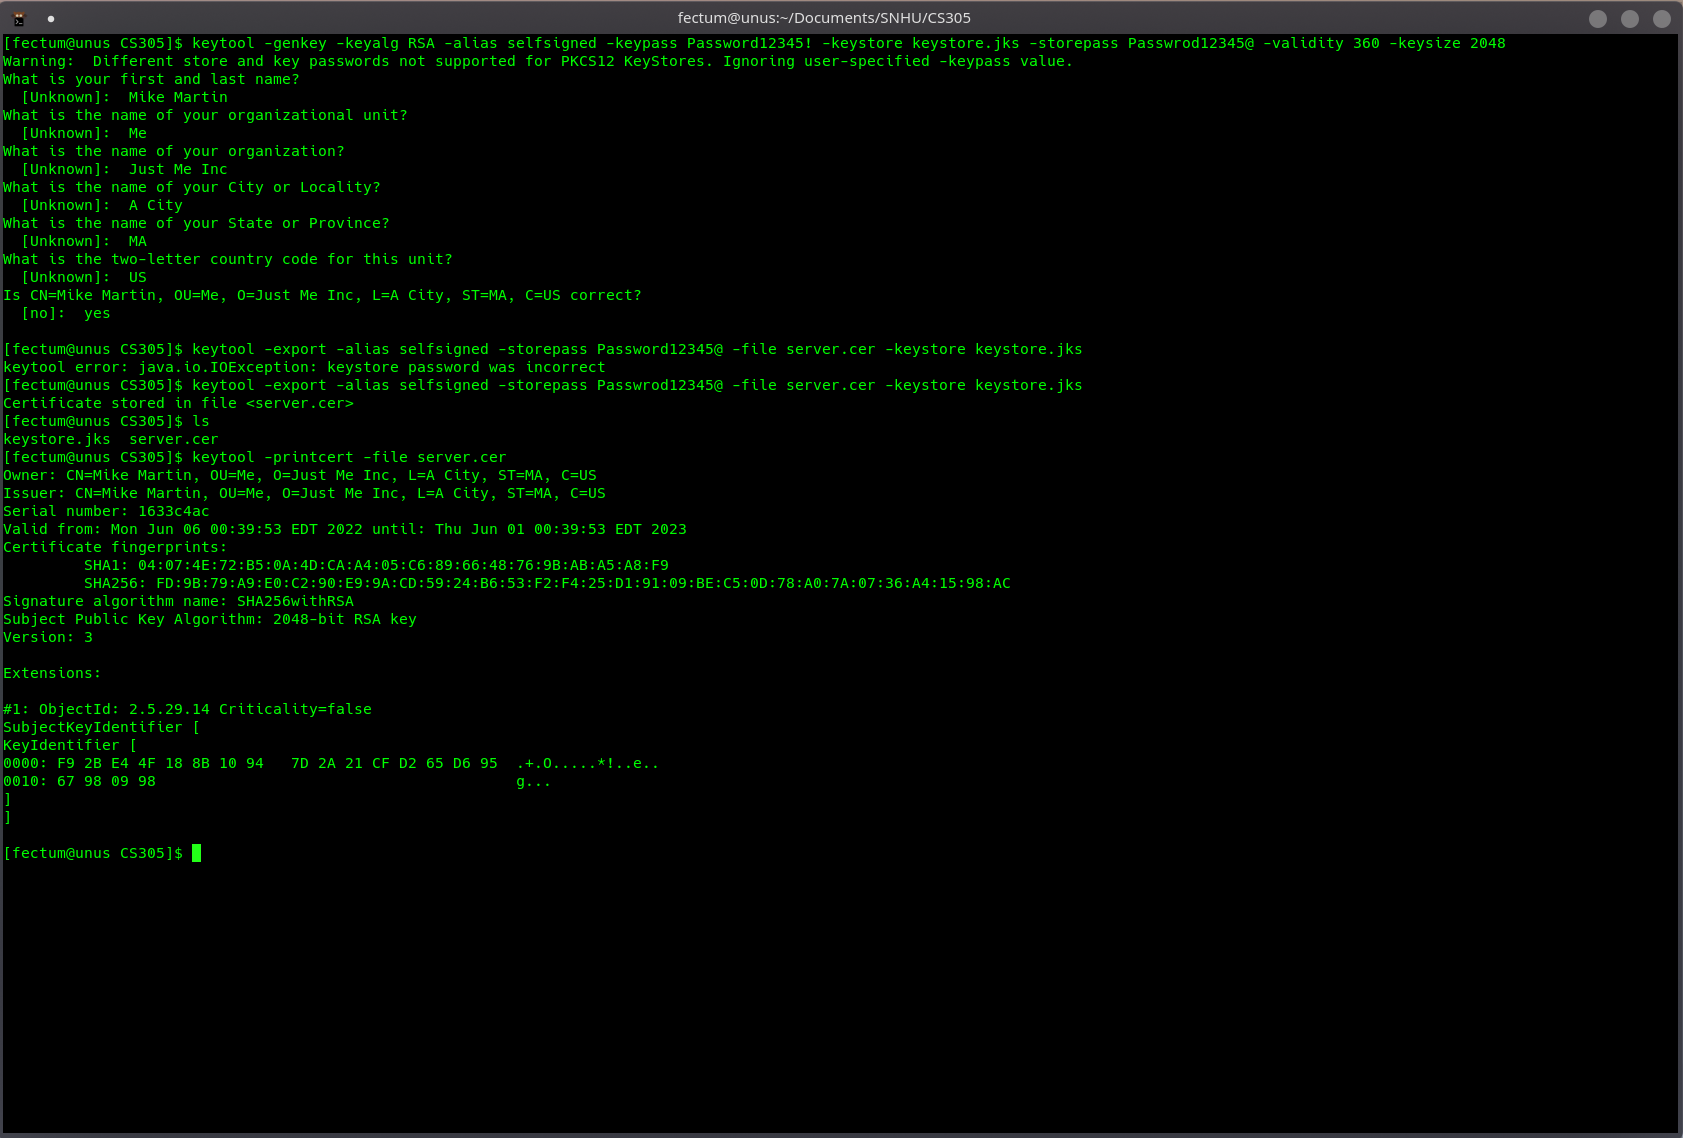 fectum@unus:~/Documents/SNHU/CS305
[fectum@unus CS305]$ keytool -genkey -keyalg RSA -alias selfsigned -keypass Password12345! -keystore keystore.jks -storepass Passwrod12345@ -validity 360 -keysize 2048
Warning:  Different store and key passwords not supported for PKCS12 KeyStores. Ignoring user-specified -keypass value.
What is your first and last name?
  [Unknown]:  Mike Martin
What is the name of your organizational unit?
  [Unknown]:  Me
What is the name of your organization?
  [Unknown]:  Just Me Inc
What is the name of your City or Locality?
  [Unknown]:  A City
What is the name of your State or Province?
  [Unknown]:  MA
What is the two-letter country code for this unit?
  [Unknown]:  US
Is CN=Mike Martin, OU=Me, O=Just Me Inc, L=A City, ST=MA, C=US correct?
  [no]:  yes
[fectum@unus CS305]$ keytool -export -alias selfsigned -storepass Password12345@ -file server.cer -keystore keystore.jks
keytool error: java.io.IOException: keystore password was incorrect
[fectum@unus CS305]$ keytool -export -alias selfsigned -storepass Passwrod12345@ -file server.cer -keystore keystore.jks
Certificate stored in file <server.cer>
[fectum@unus CS305]$ ls
keystore.jks  server.cer
[fectum@unus CS305]$ keytool -printcert -file server.cer
Owner: CN=Mike Martin, OU=Me, O=Just Me Inc, L=A City, ST=MA, C=US
Issuer: CN=Mike Martin, OU=Me, O=Just Me Inc, L=A City, ST=MA, C=US
Serial number: 1633c4ac
Valid from: Mon Jun 06 00:39:53 EDT 2022 until: Thu Jun 01 00:39:53 EDT 2023
Certificate fingerprints:
         SHA1: 04:07:4E:72:B5:0A:4D:CA:A4:05:C6:89:66:48:76:9B:AB:A5:A8:F9
         SHA256: FD:9B:79:A9:E0:C2:90:E9:9A:CD:59:24:B6:53:F2:F4:25:D1:91:09:BE:C5:0D:78:A0:7A:07:36:A4:15:98:AC
Signature algorithm name: SHA256withRSA
Subject Public Key Algorithm: 2048-bit RSA key
Version: 3
Extensions:
#1: ObjectId: 2.5.29.14 Criticality=false
SubjectKeyIdentifier [
KeyIdentifier [
0000: F9 2B E4 4F 18 8B 10 94   7D 2A 21 CF D2 65 D6 95  .+.O.....*!..e..
0010: 67 98 09 98                                        g...
]
]
[fectum@unus CS305]$